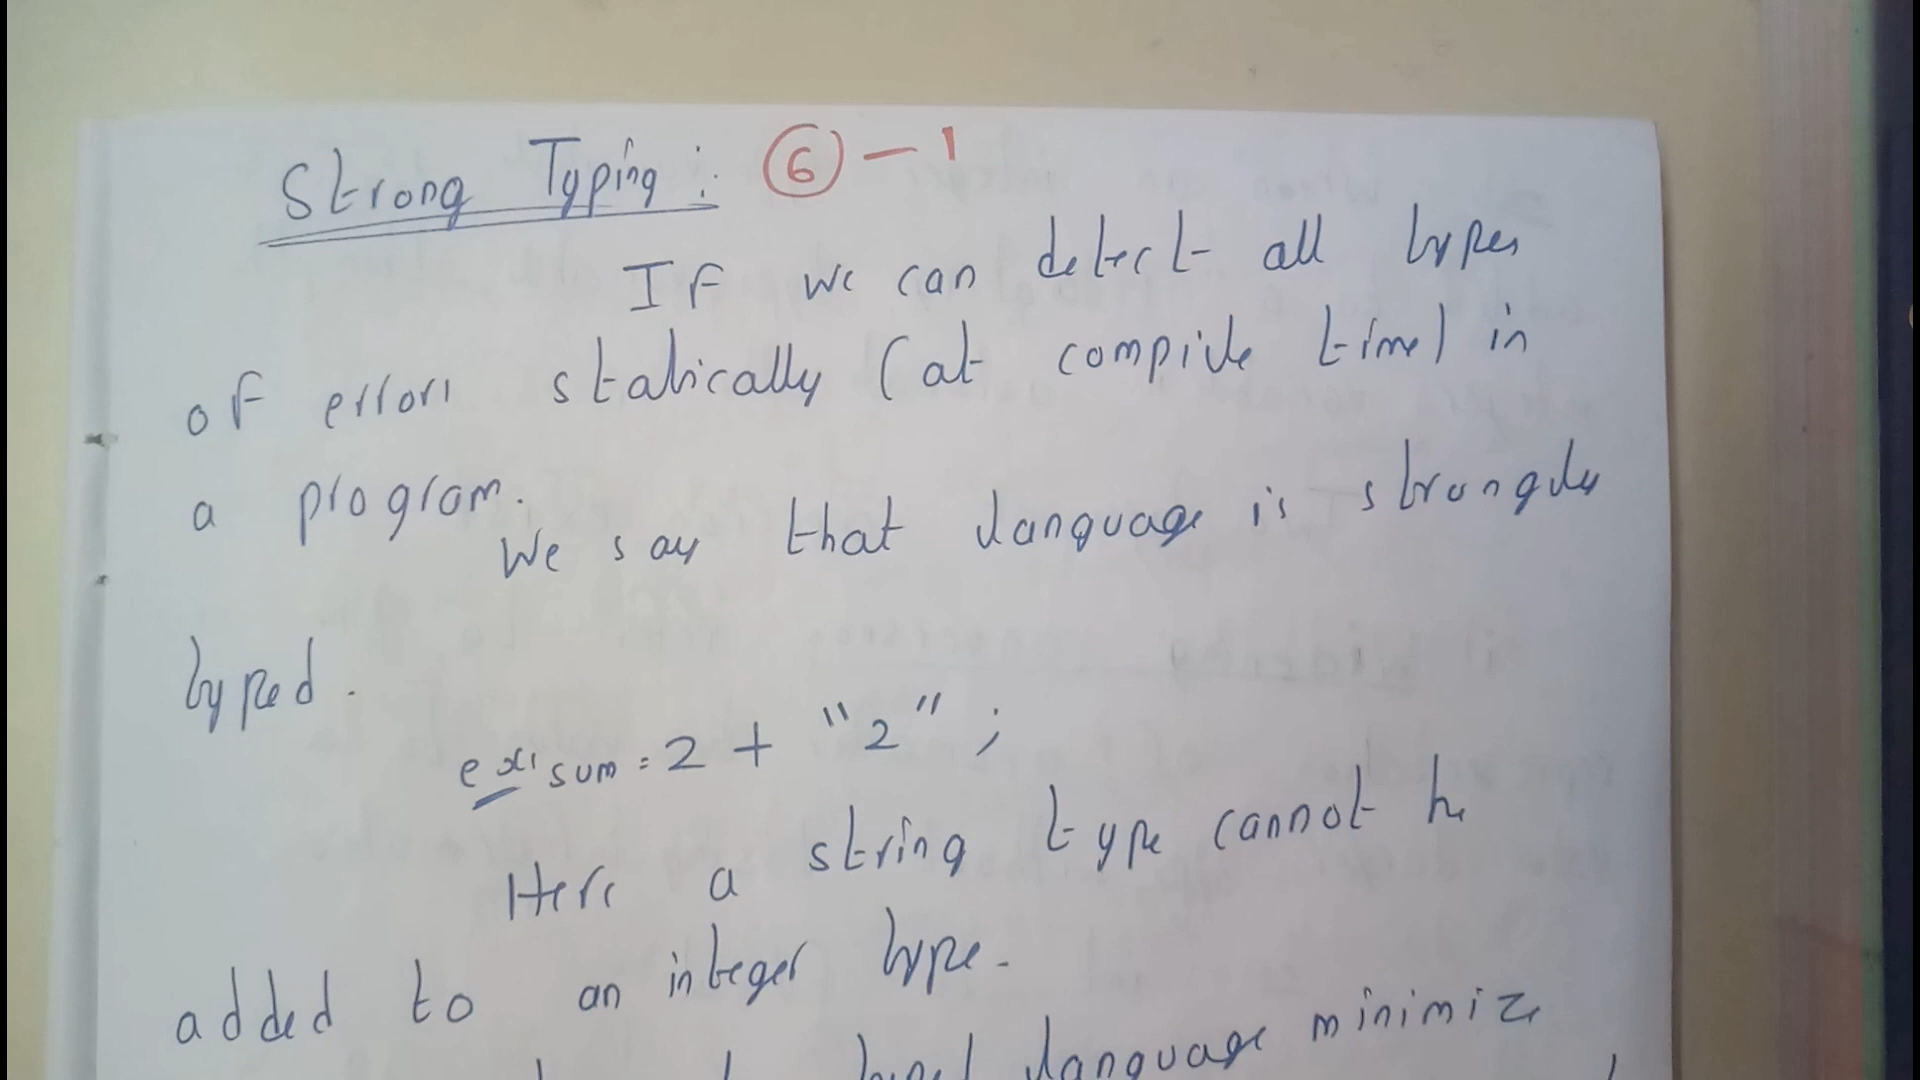 Strong Typing: 6 - 1
If we can detect all types
of errors statically (at compile time) in
a program.
We say that language is strongly
typed.
ex: sum = 2 + "2" ;
Here a string type cannot be
added to an integer type.
language minimize